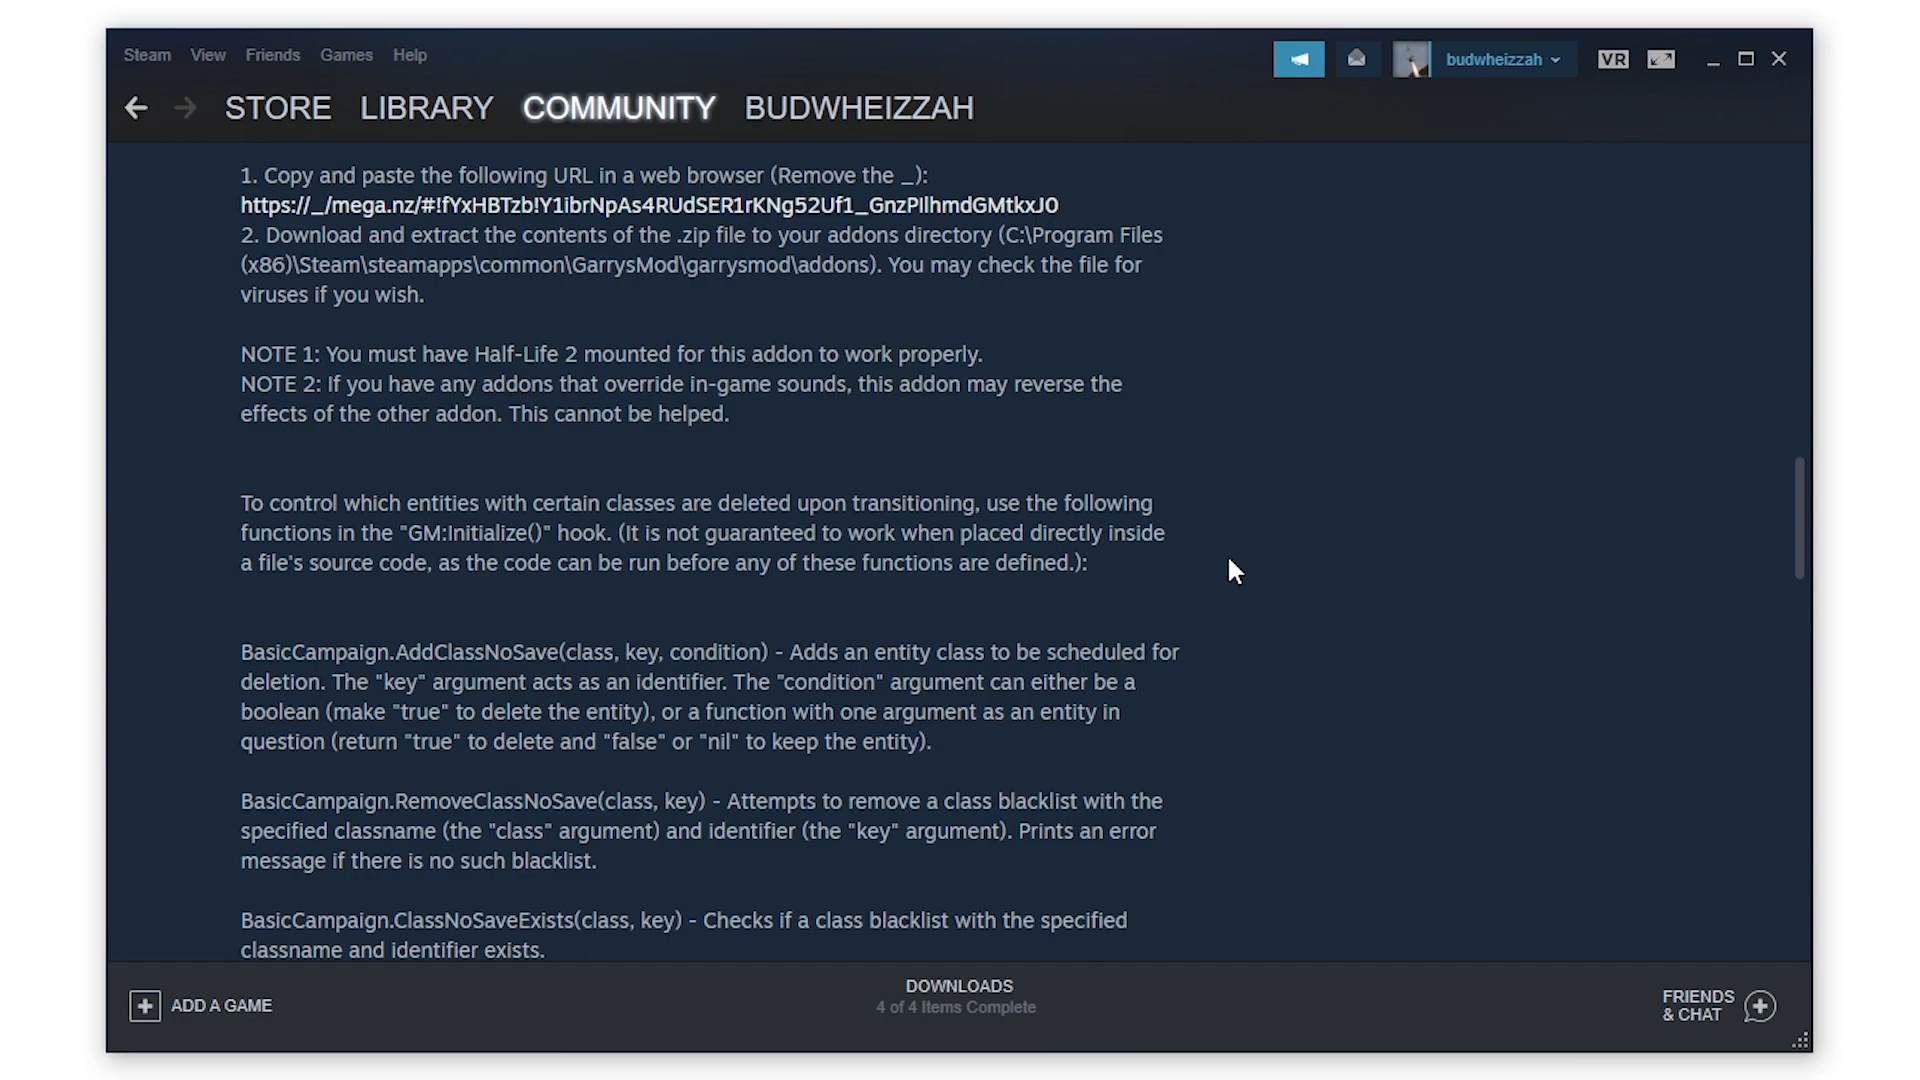 Steam View Friends Games Help
budwheizzah
VR
STORE LIBRARY COMMUNITY BUDWHEIZZAH
1. Copy and paste the following URL in a web browser (Remove the _):
https://_/mega.nz/#!fYxHBTzb!Y1ibrNpAs4RUdSER1rKNg52Uf1_GnzPIlhmdGMtkxJ0
2. Download and extract the contents of the .zip file to your addons directory (C:\Program Files
(x86)\Steam\steamapps\common\GarrysMod\garrysmod\addons). You may check the file for
viruses if you wish.
NOTE 1: You must have Half-Life 2 mounted for this addon to work properly.
NOTE 2: If you have any addons that override in-game sounds, this addon may reverse the
effects of the other addon. This cannot be helped.
To control which entities with certain classes are deleted upon transitioning, use the following
functions in the "GM:Initialize()" hook. (It is not guaranteed to work when placed directly inside
a file's source code, as the code can be run before any of these functions are defined.):
BasicCampaign.AddClassNoSave(class, key, condition) - Adds an entity class to be scheduled for
deletion. The "key" argument acts as an identifier. The "condition" argument can either be a
boolean (make "true" to delete the entity), or a function with one argument as an entity in
question (return "true" to delete and "false" or "nil" to keep the entity).
BasicCampaign.RemoveClassNoSave(class, key) - Attempts to remove a class blacklist with the
specified classname (the "class" argument) and identifier (the "key" argument). Prints an error
message if there is no such blacklist.
BasicCampaign.ClassNoSaveExists(class, key) - Checks if a class blacklist with the specified
classname and identifier exists.
ADD A GAME
DOWNLOADS
4 of 4 Items Complete
FRIENDS
& CHAT